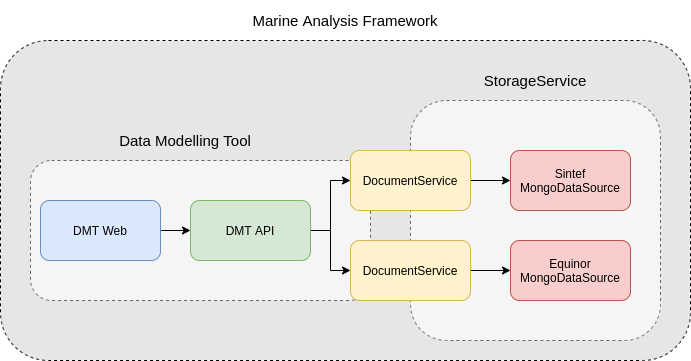 Marine Analysis Framework
StorageService
Data Modelling Tool
DMT Web
DMT API
DocumentService
Sintef
MongoDataSource
DocumentService
Equinor
MongoDataSource